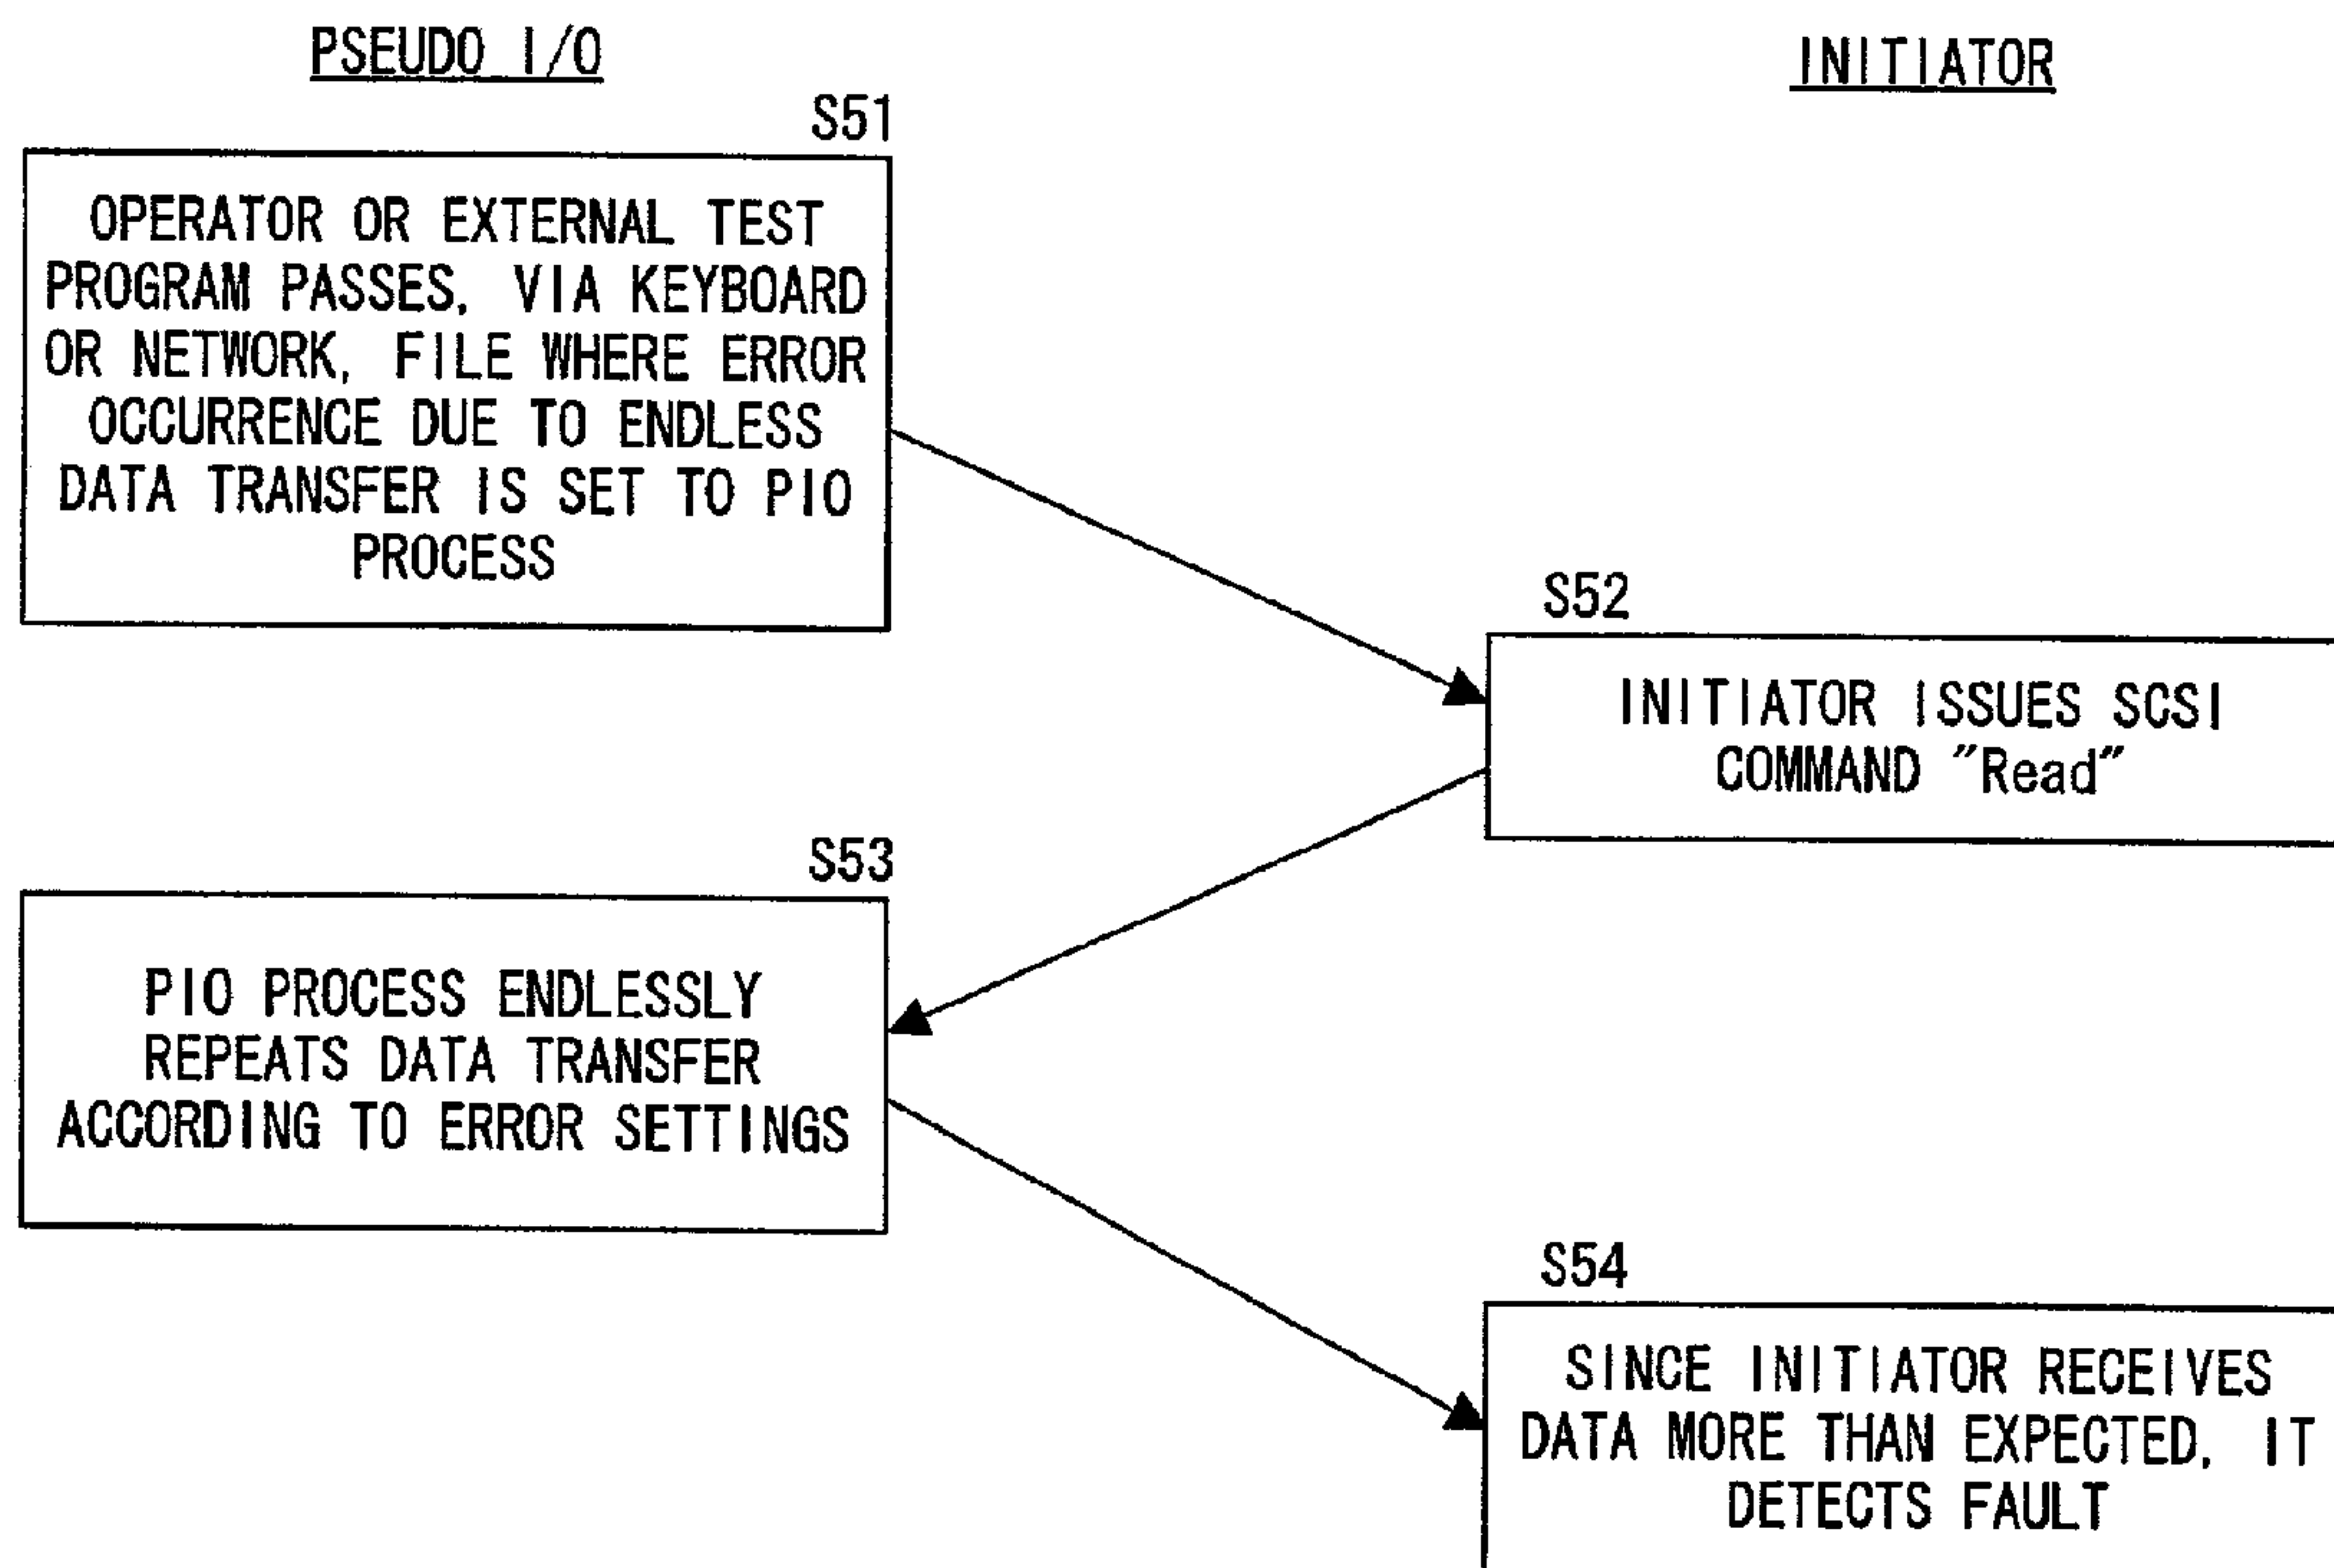 PSEUDO I/O
INITIATOR
S51
OPERATOR OR EXTERNAL TEST
PROGRAM PASSES, VIA KEYBOARD
OR NETWORK, FILE WHERE ERROR
OCCURRENCE DUE TO ENDLESS
DATA TRANSFER IS SET TO PIO
PROCESS
S52
INITIATOR ISSUES SCSI
COMMAND "Read"
S53
PIO PROCESS ENDLESSLY
REPEATS DATA TRANSFER
ACCORDING TO ERROR SETTINGS
S54
SINCE INITIATOR RECEIVES
DATA MORE THAN EXPECTED, IT
DETECTS FAULT